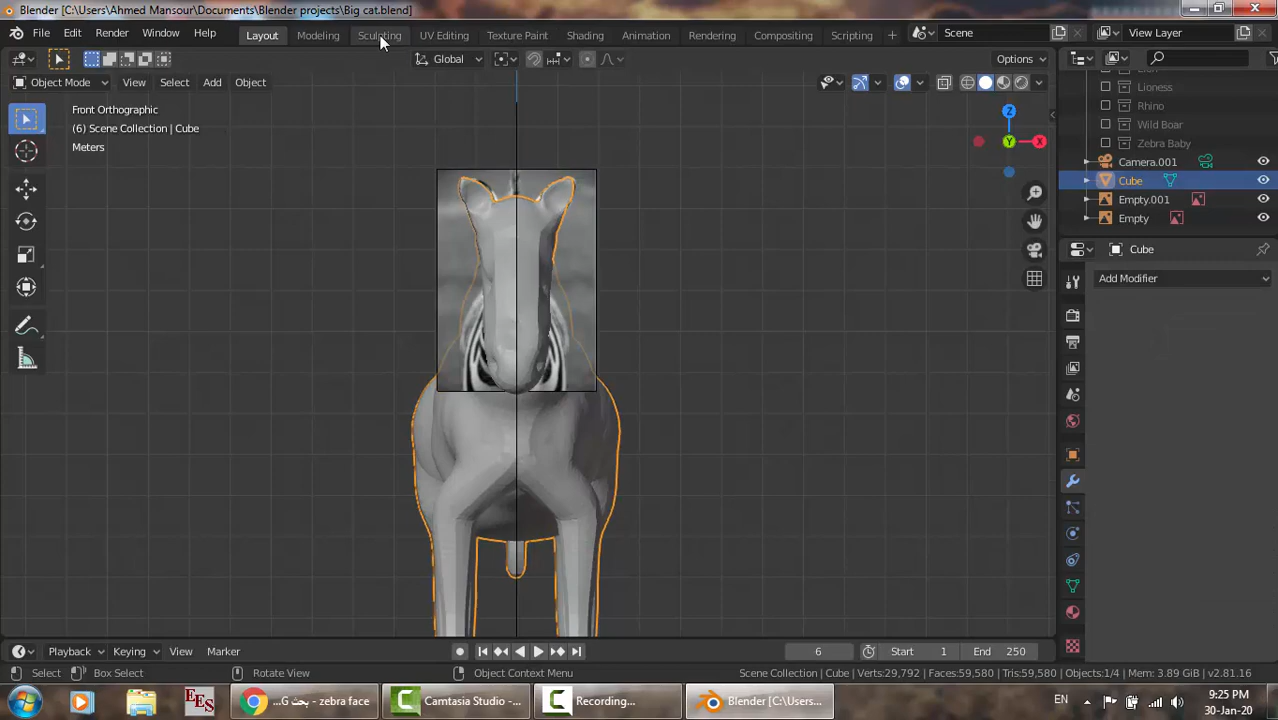 Blender [C:\Users\Ahmed Mansour\Documents\Blender projects\Big cat.blend]
File Edit Render Window Help Layout Modeling Sculpting UV Editing Texture Paint Shading Animation Rendering Compositing Scripting + Scene View Layer
Global Options
Object Mode View Select Add Object
Front Orthographic
(6) Scene Collection | Cube
Meters
Z
Y
X
Lioness
Rhino
Wild Boar
Zebra Baby
Camera.001
Cube
Empty.001
Empty
Cube
Add Modifier
Playback Keying View Marker 6 Start 1 End 250
Select Box Select Rotate View Object Context Menu Scene Collection | Cube | Verts:29,792 | Faces:59,580 | Tris:59,580 | Objects:1/4 | Mem: 3.89 GiB | v2.81.16
EES
...G بحث - zebra face
Camtasia Studio -...
Recording...
Blender [C:\Users...
EN
9:25 PM
30-Jan-20